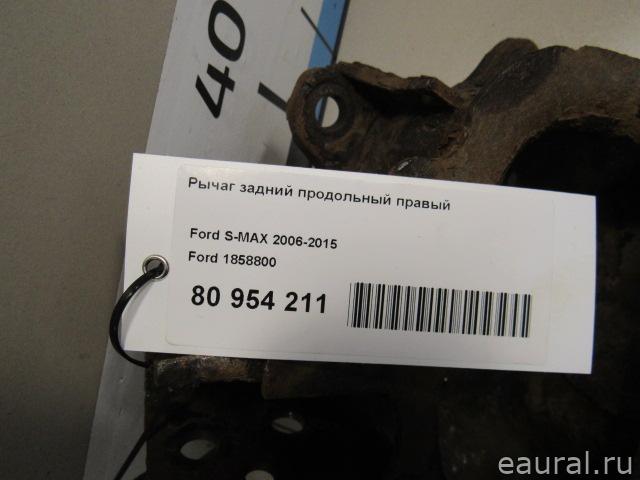 40
Рычаг задний продольный правый
Ford S-MAX 2006-2015
Ford 1858800
80 954 211
eaural.ru